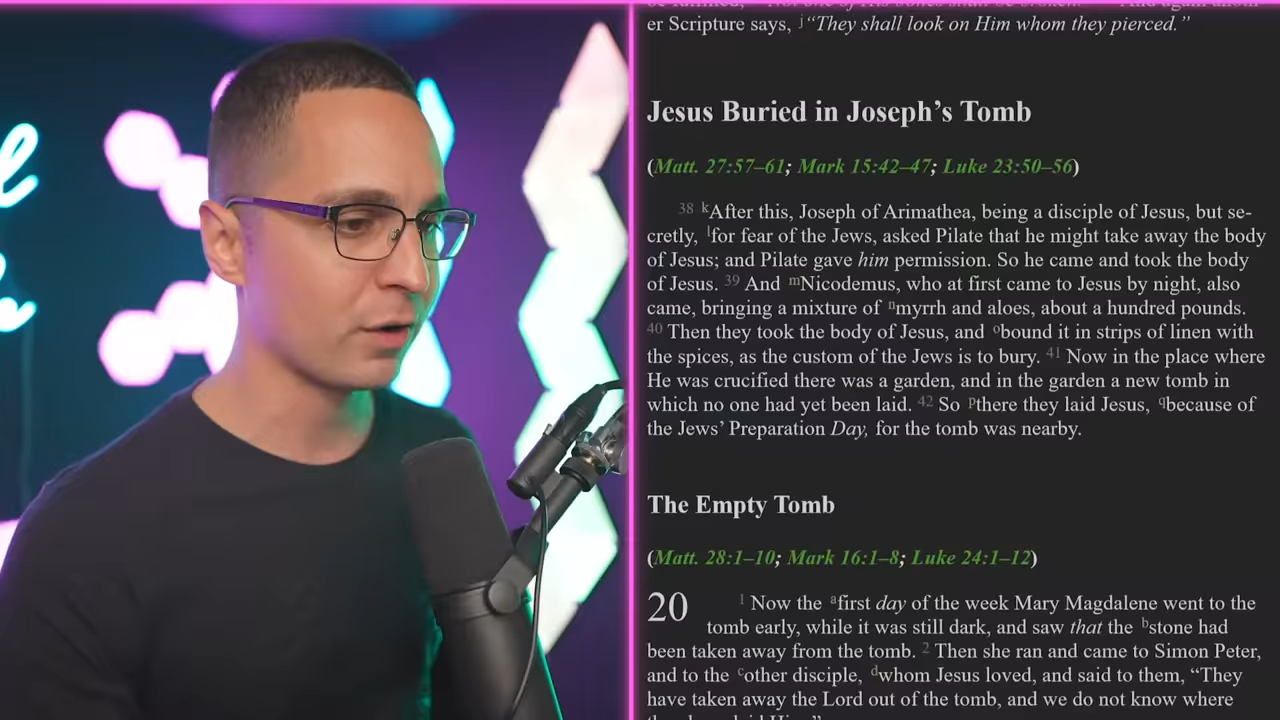 er Scripture says, j“They shall look on Him whom they pierced.”
Jesus Buried in Joseph’s Tomb
(Matt. 27:57–61; Mark 15:42–47; Luke 23:50–56)
38 kAfter this, Joseph of Arimathea, being a disciple of Jesus, but se-
cretly, lfor fear of the Jews, asked Pilate that he might take away the body
of Jesus; and Pilate gave him permission. So he came and took the body
of Jesus. 39 And mNicodemus, who at first came to Jesus by night, also
came, bringing a mixture of nmyrrh and aloes, about a hundred pounds.
40 Then they took the body of Jesus, and obound it in strips of linen with
the spices, as the custom of the Jews is to bury. 41 Now in the place where
He was crucified there was a garden, and in the garden a new tomb in
which no one had yet been laid. 42 So pthere they laid Jesus, qbecause of
the Jews’ Preparation Day, for the tomb was nearby.
The Empty Tomb
(Matt. 28:1–10; Mark 16:1–8; Luke 24:1–12)
20 1 Now the afirst day of the week Mary Magdalene went to the
tomb early, while it was still dark, and saw that the bstone had
been taken away from the tomb. 2 Then she ran and came to Simon Peter,
and to the cother disciple, dwhom Jesus loved, and said to them, “They
have taken away the Lord out of the tomb, and we do not know where